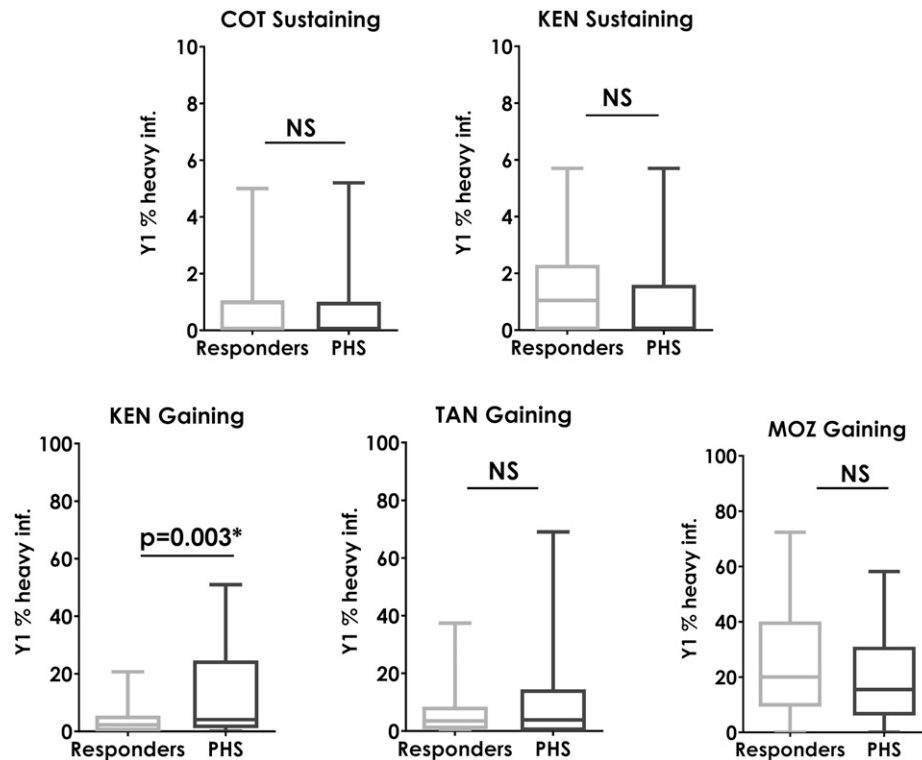 COT Sustaining
Y1 % heavy inf.
10
8
6
4
2
0
NS
Responders PHS
KEN Sustaining
Y1 % heavy inf.
10
8
6
4
2
0
NS
Responders PHS
KEN Gaining
Y1 % heavy inf.
100
80
60
40
20
0
p=0.003*
Responders PHS
TAN Gaining
Y1 % heavy inf.
100
80
60
40
20
0
NS
Responders PHS
MOZ Gaining
Y1 % heavy inf.
100
80
60
40
20
0
NS
Responders PHS